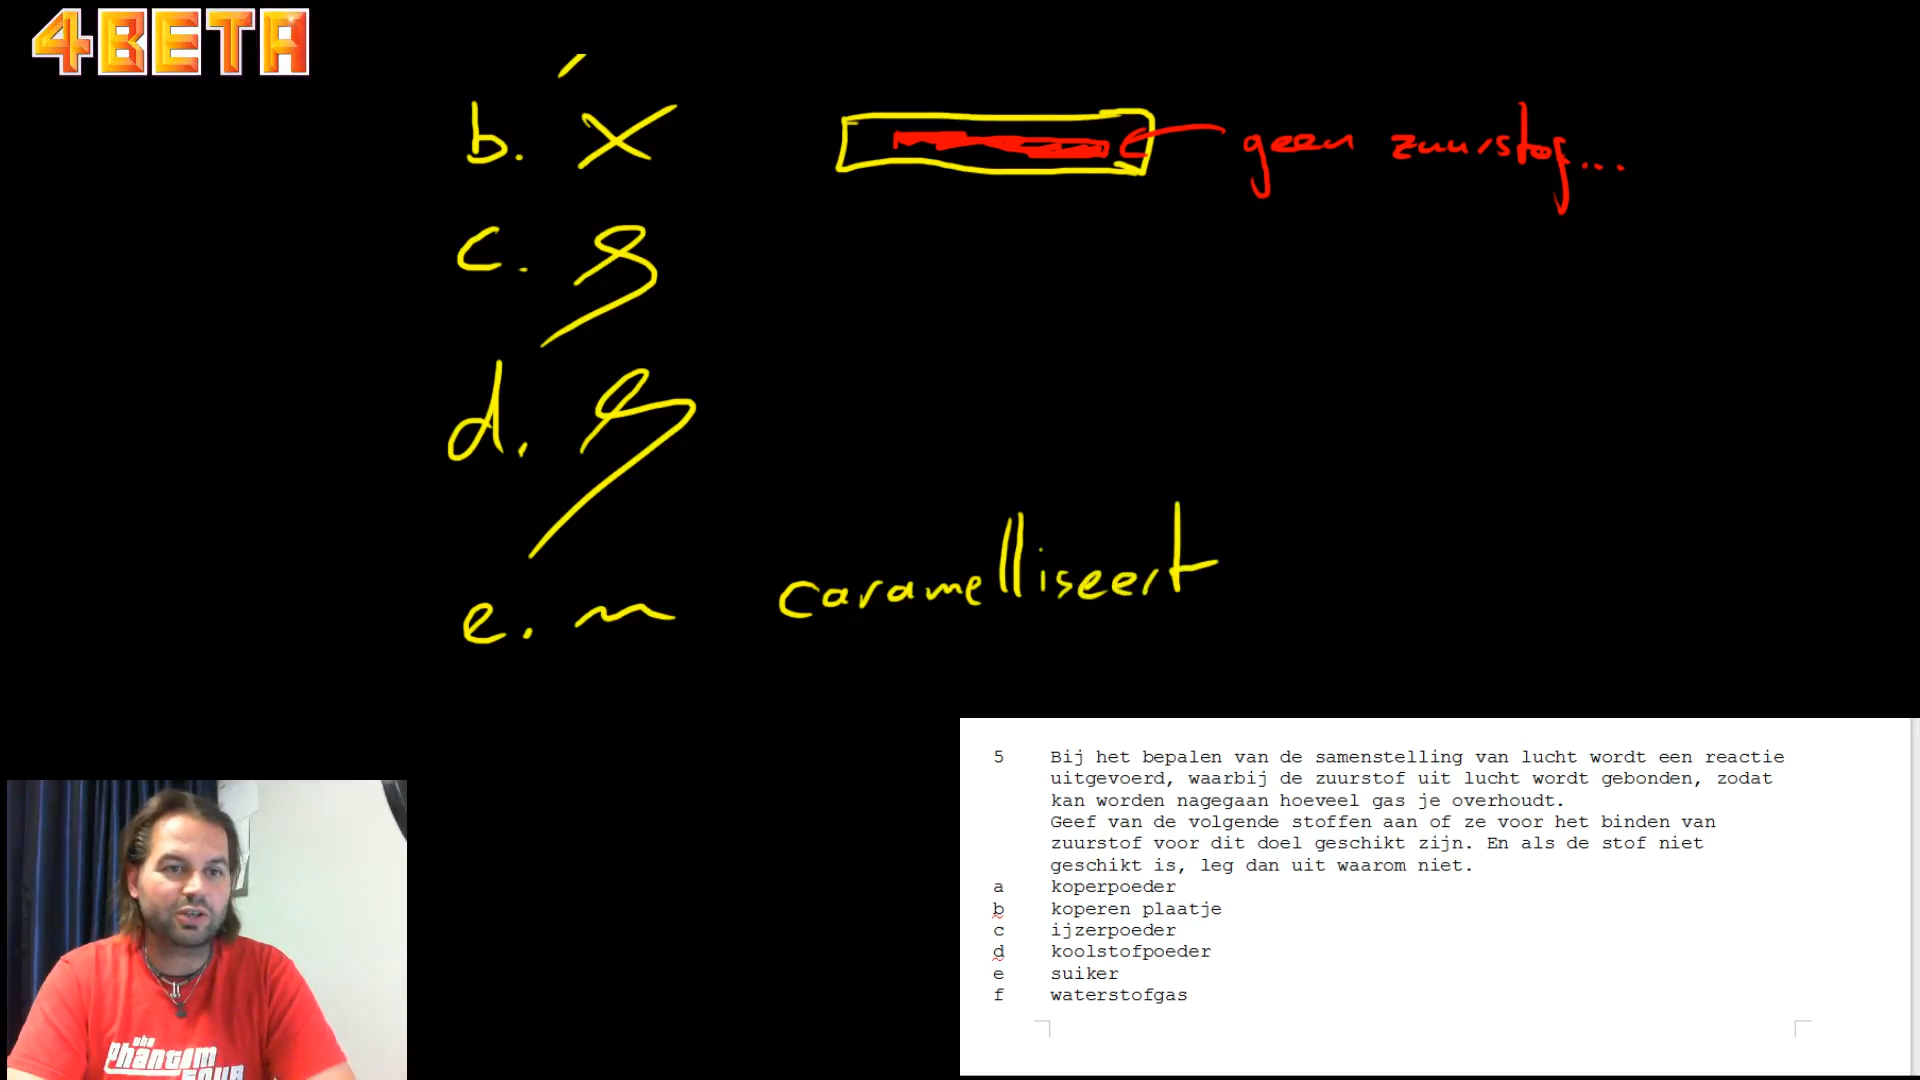 4BETA
b. X
geen zuurstof...
c.
d.
e. ~ caramelliseert
5 Bij het bepalen van de samenstelling van lucht wordt een reactie
uitgevoerd, waarbij de zuurstof uit lucht wordt gebonden, zodat
kan worden nagegaan hoeveel gas je overhoudt.
Geef van de volgende stoffen aan of ze voor het binden van
zuurstof voor dit doel geschikt zijn. En als de stof niet
geschikt is, leg dan uit waarom niet.
a koperpoeder
b koperen plaatje
c ijzerpoeder
d koolstofpoeder
e suiker
f waterstofgas
the
phantom
four